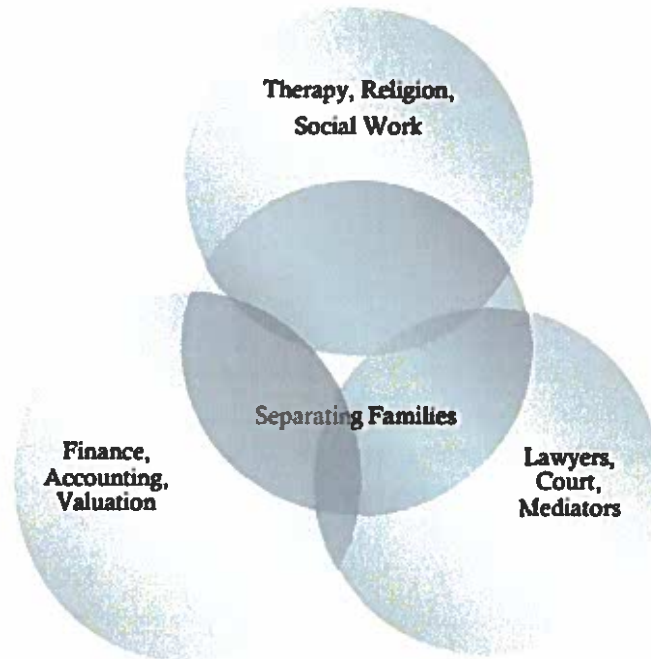 Therapy, Religion,
Social Work
Separating Families
Finance,
Accounting,
Valuation
Lawyers,
Court,
Mediators